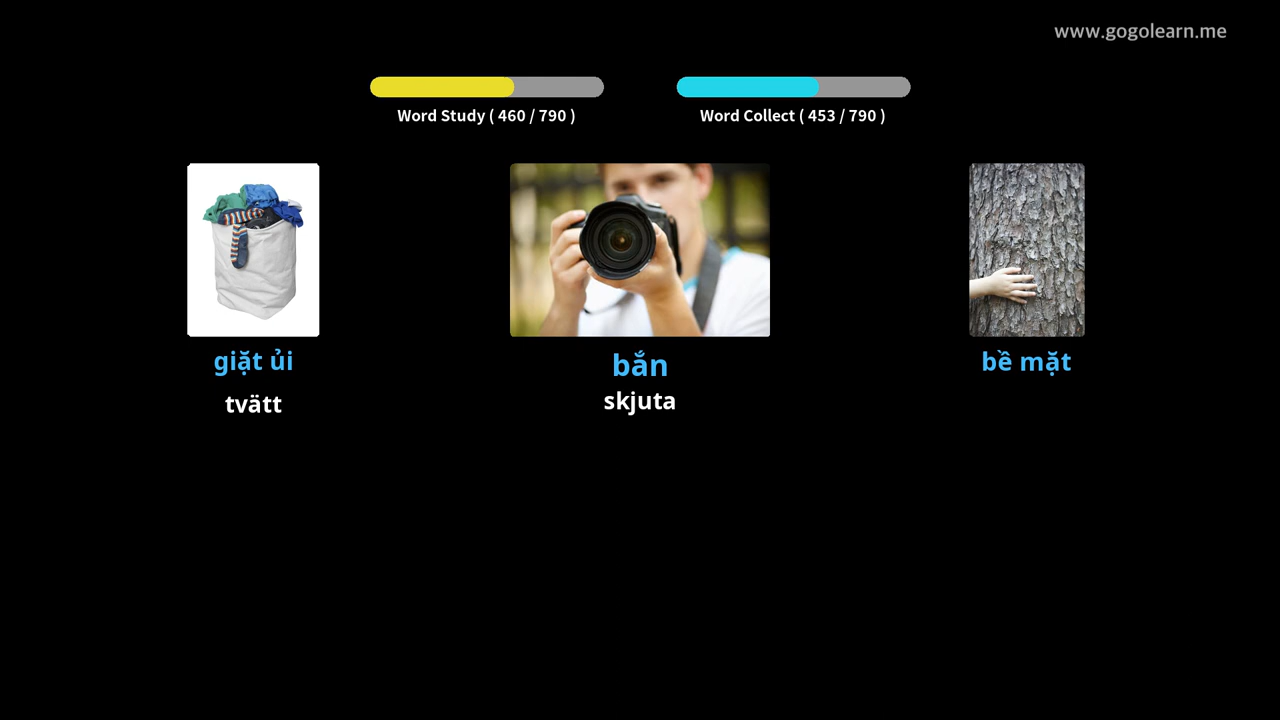 www.gogolearn.me
Word Study ( 460 / 790 )
Word Collect ( 453 / 790 )
giặt ủi
tvätt
bắn
skjuta
bề mặt